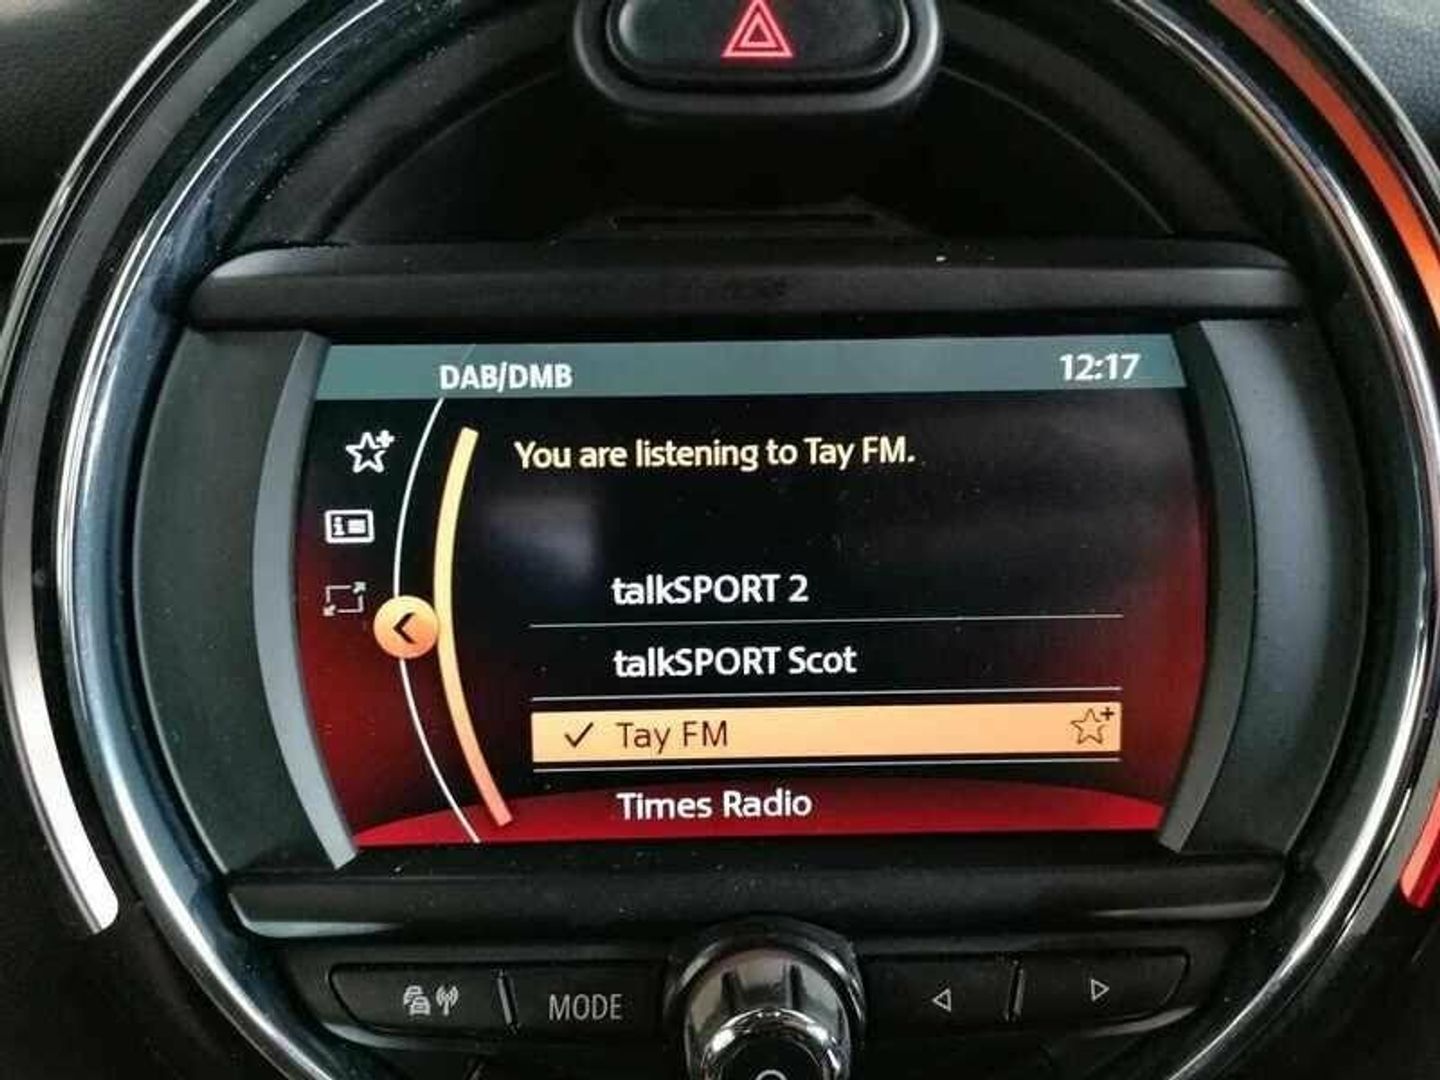 DAB/DMB
12:17
You are listening to Tay FM.
talkSPORT 2
talkSPORT Scot
Tay FM
Times Radio
MODE